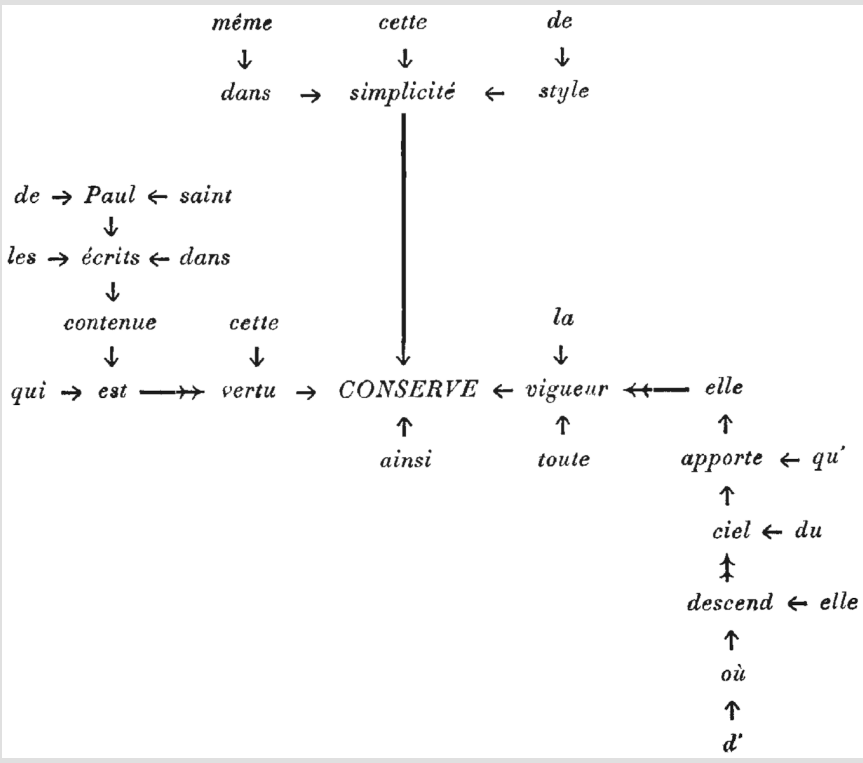 même cette de
dans → simplicité ← style
de → Paul ← saint
les → écrits ← dans
contenue cette la
qui → est →→ vertu → CONSERVE ← vigueur ←← elle
ainsi toute apporte ← qu'
ciel ← du
descend ← elle
où
d'